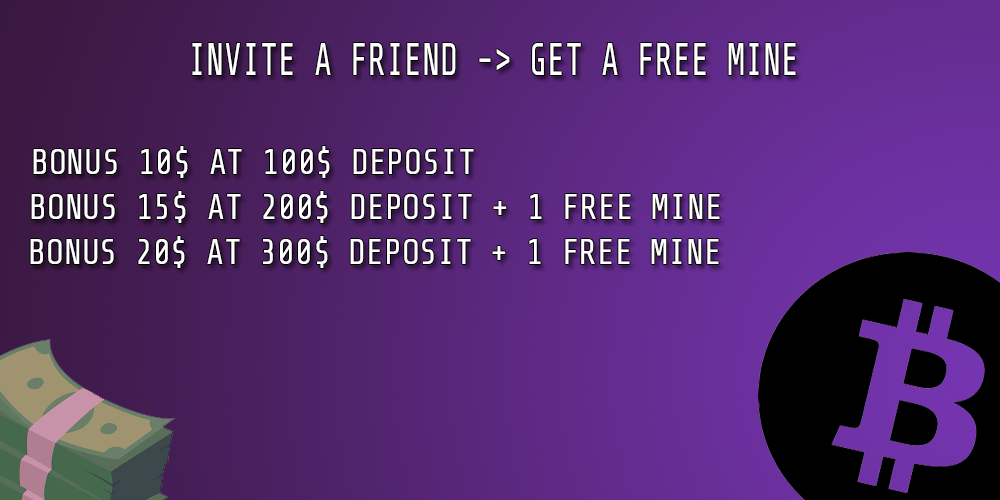 INVITE A FRIEND -> GET A FREE MINE
BONUS 10$ AT 100$ DEPOSIT
BONUS 15$ AT 200$ DEPOSIT + 1 FREE MINE
BONUS 20$ AT 300$ DEPOSIT + 1 FREE MINE